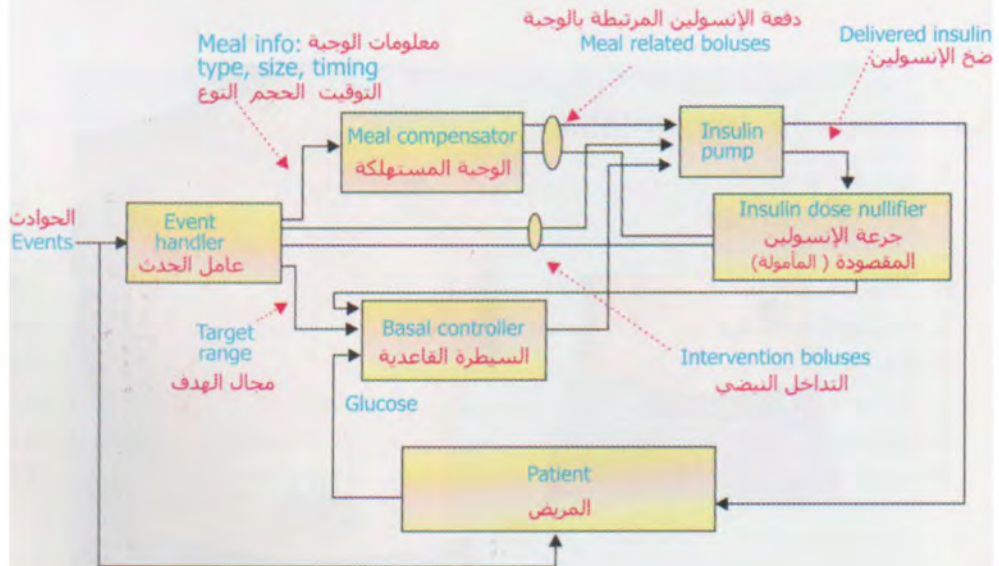 دفعة الإنسولين المرتبطة بالوجبة
Meal related boluses
Delivered insulin
ضخ الإنسولين
Meal info: معلومات الوجبة
type, size, timing
التوقيت الحجم النوع
Meal compensator
الوجبة المستهلكة
Insulin
pump
الحوادث
Events
Event
handler
عامل الحدث
Insulin dose nullifier
جرعة الإنسولين
المقصودة ( المأمولة)
Target
range
مجال الهدف
Basal controller
السيطرة القاعدية
Intervention boluses
التداخل النبضي
Glucose
Patient
المريض